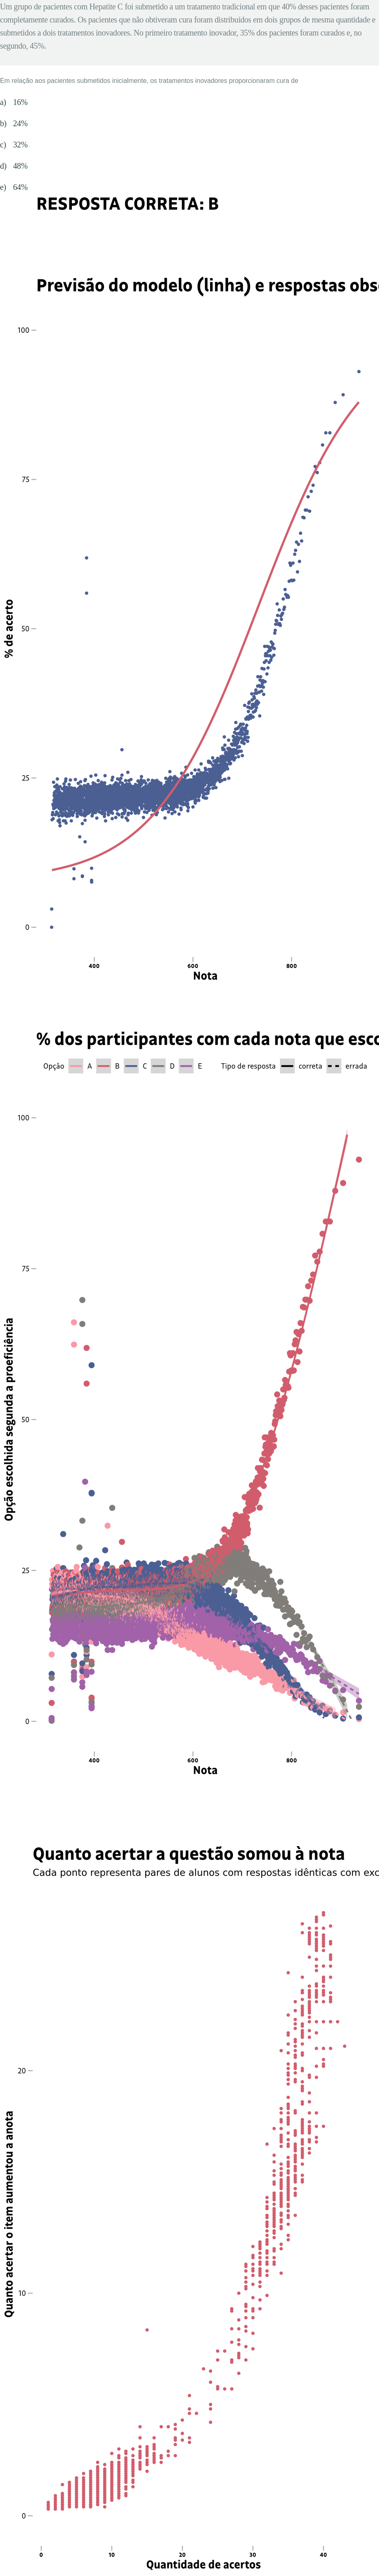 Um grupo de pacientes com Hepatite C foi submetido a um tratamento tradicional em que 40% desses pacientes foram
completamente curados. Os pacientes que não obtiveram cura foram distribuídos em dois grupos de mesma quantidade e
submetidos a dois tratamentos inovadores. No primeiro tratamento inovador, 35% dos pacientes foram curados e, no
segundo, 45%.
Em relação aos pacientes submetidos inicialmente, os tratamentos inovadores proporcionaram cura de
a) 16%
b) 24%
c) 32%
d) 48%
e) 64%
RESPOSTA CORRETA: B
Previsão do modelo (linha) e respostas obs
100
75
50
25
0
% de acerto
400 600 800
Nota
% dos participantes com cada nota que esco
Opção A B C D E Tipo de resposta correta errada
100
75
50
25
0
Opção escolhida segunda a proeficiência
400 600 800
Nota
Quanto acertar a questão somou à nota
Cada ponto representa pares de alunos com respostas idênticas com exc
20
10
0
Quanto acertar o item aumentou a anota
0 10 20 30 40
Quantidade de acertos